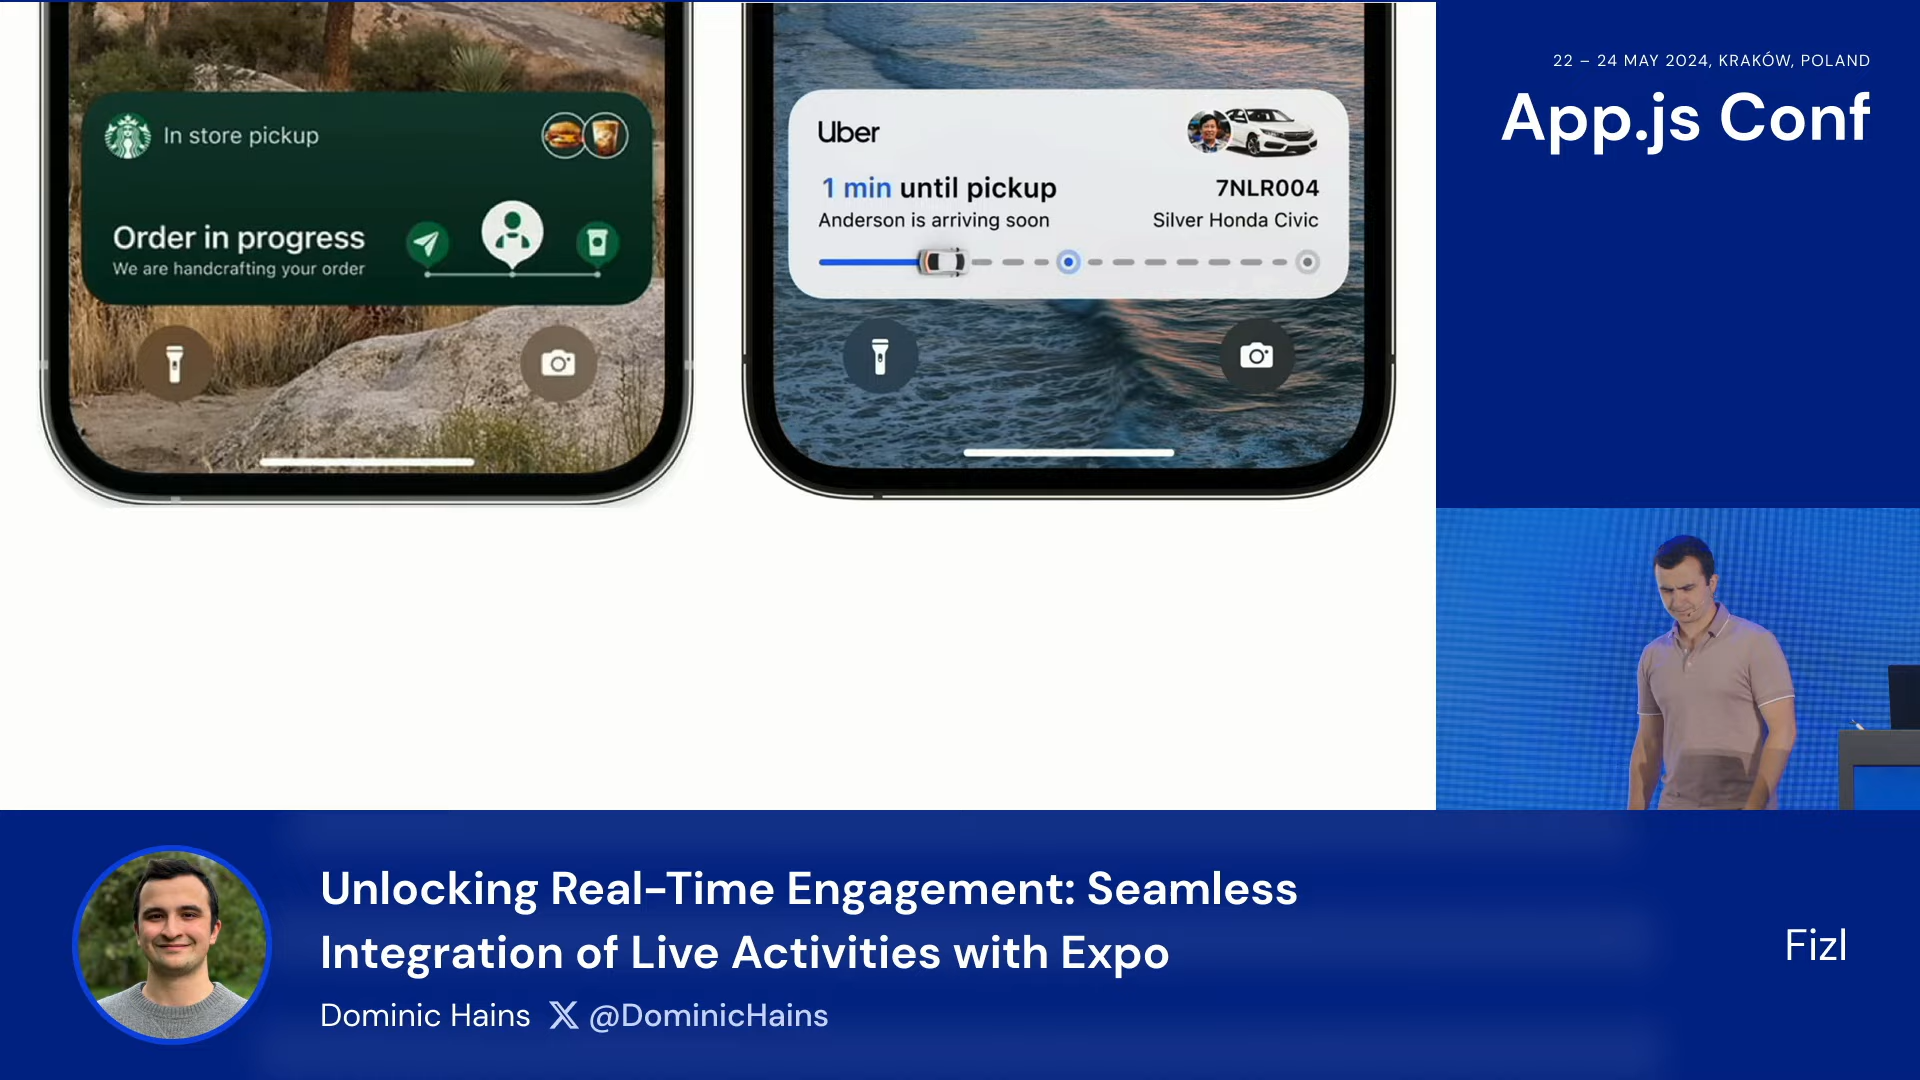 In store pickup
Order in progress
We are handcrafting your order
Uber
1 min until pickup
7NLR004
Anderson is arriving soon
Silver Honda Civic
22 – 24 MAY 2024, KRAKÓW, POLAND
App.js Conf
Unlocking Real-Time Engagement: Seamless
Integration of Live Activities with Expo
Dominic Hains @DominicHains
Fizl